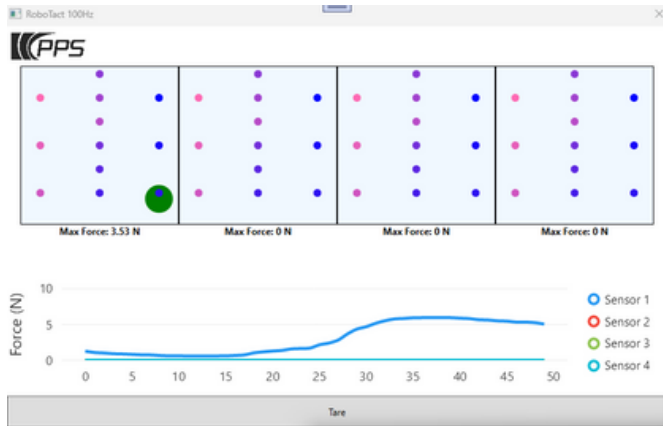 RoboTact 100Hz
PPS
Max Force: 3.53 N
Max Force: 0 N
Max Force: 0 N
Max Force: 0 N
Force (N)
10
5
0
0 5 10 15 20 25 30 35 40 45 50
Sensor 1
Sensor 2
Sensor 3
Sensor 4
Tare